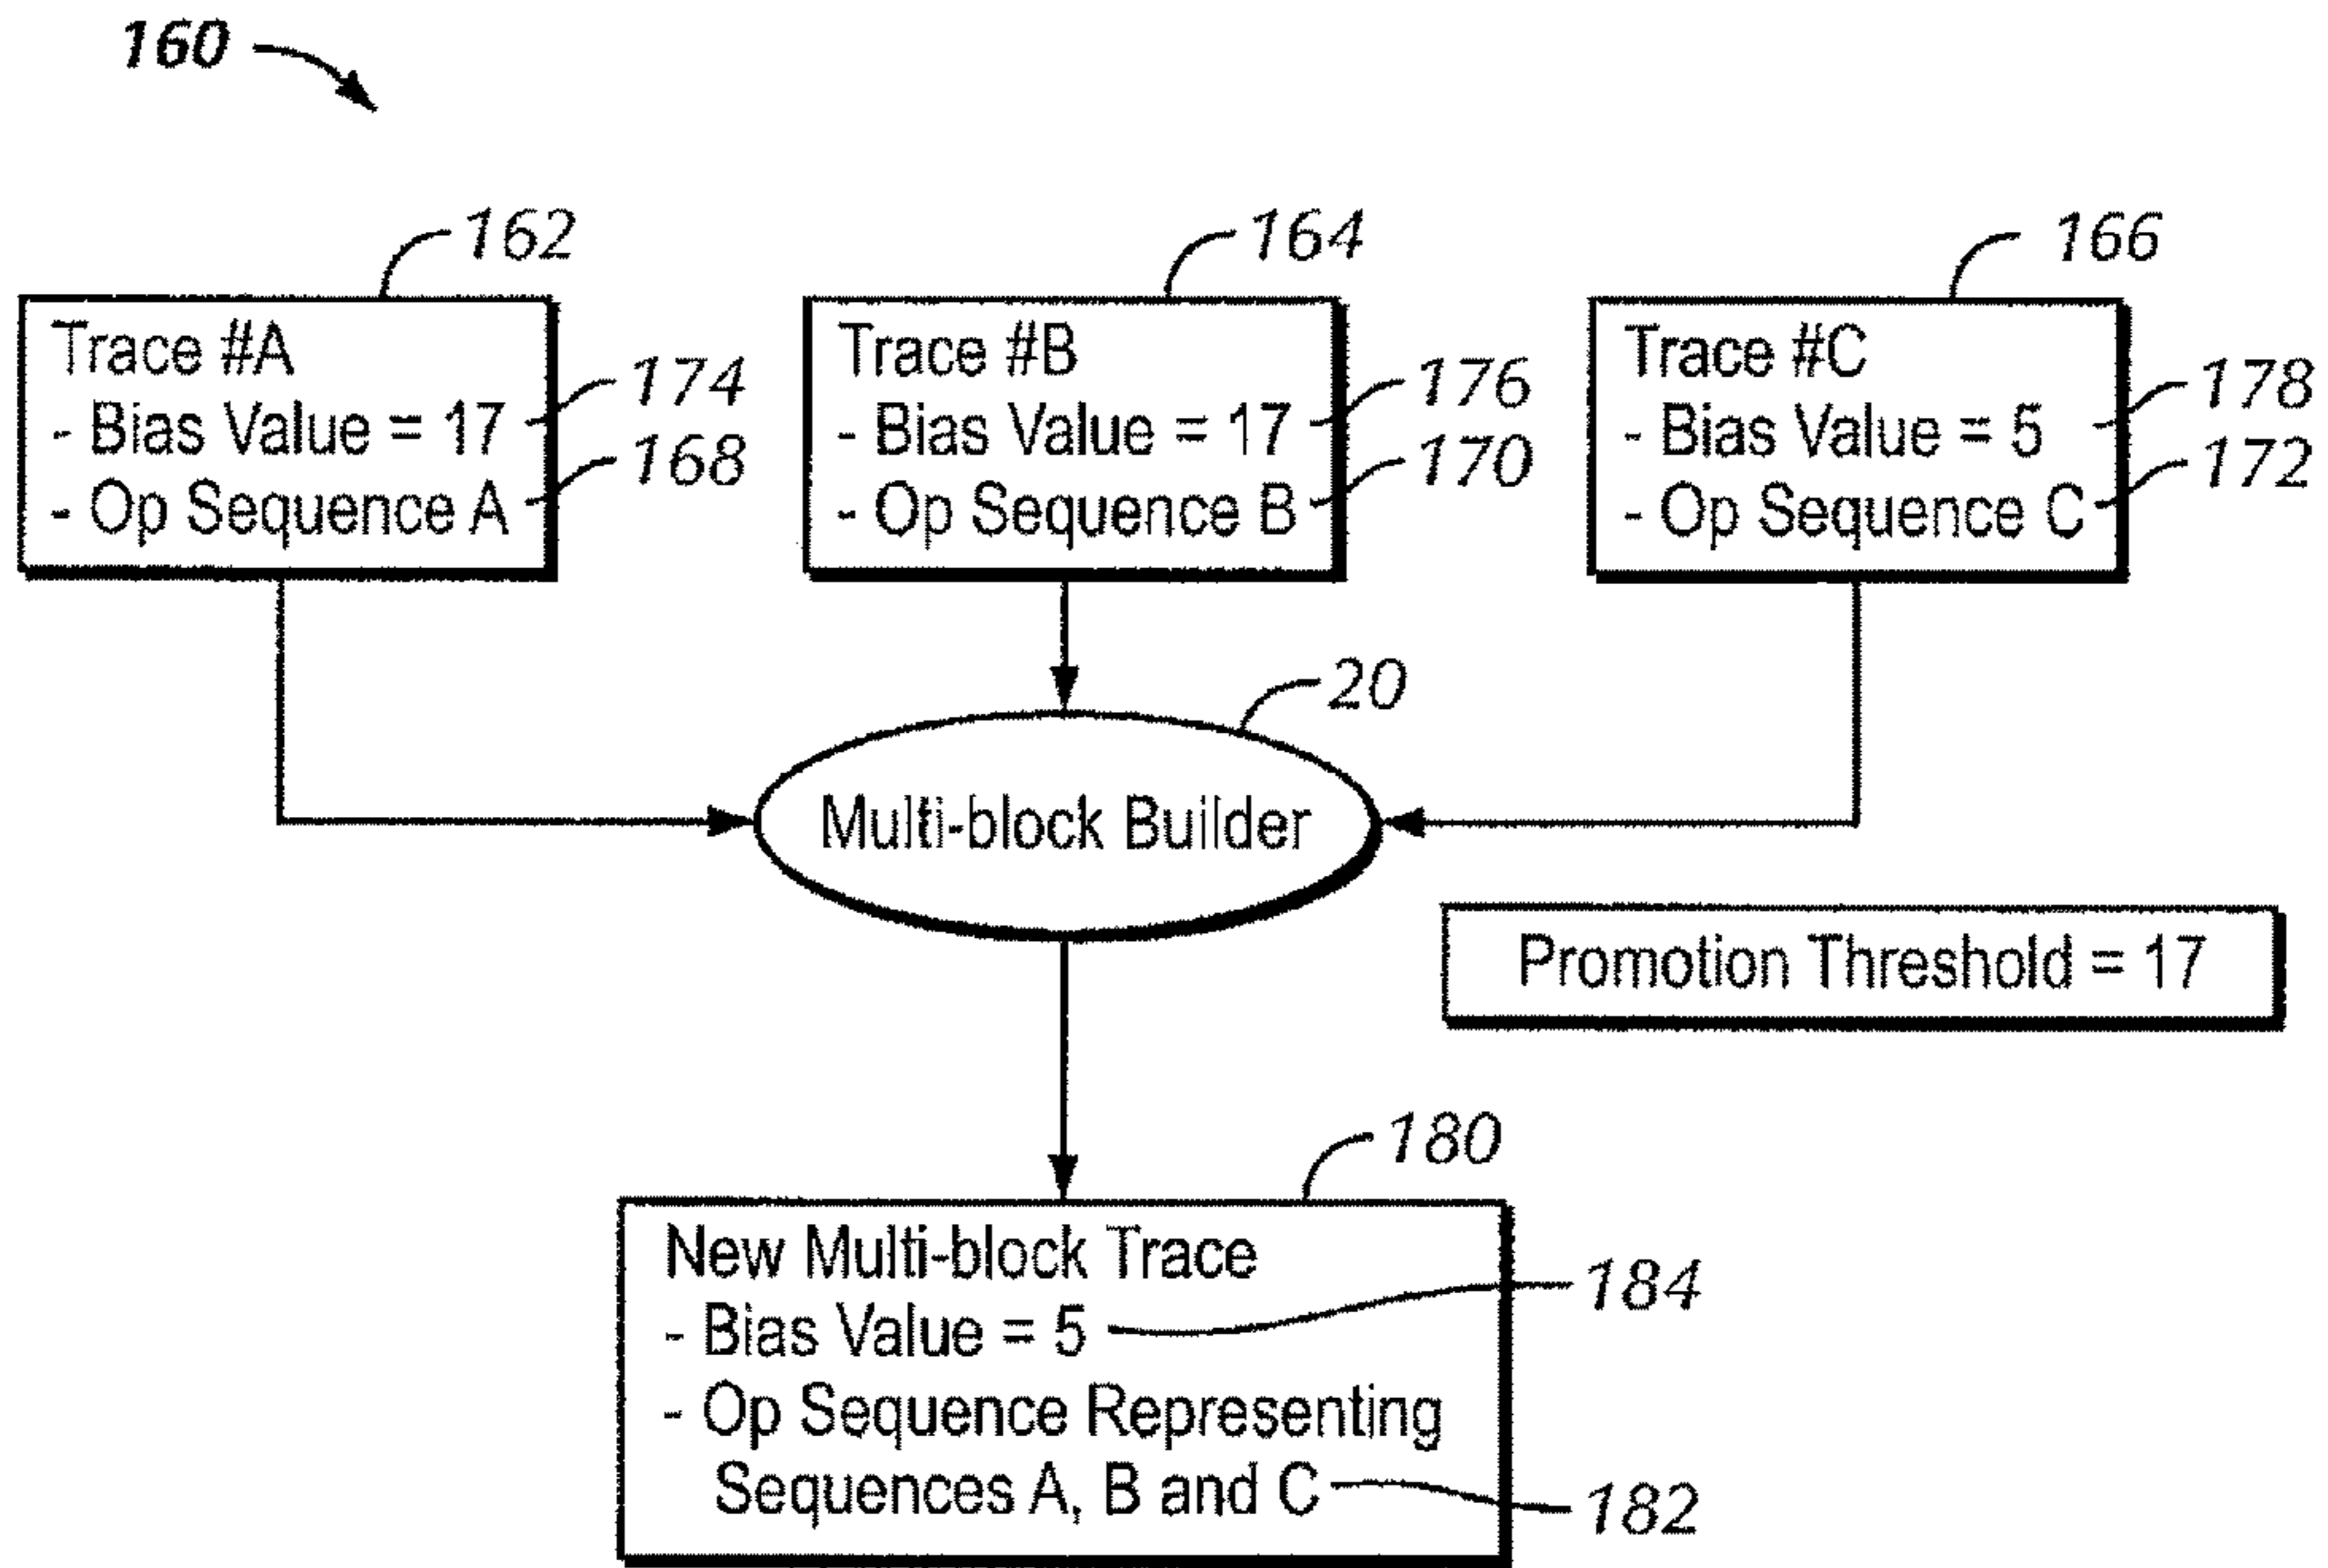 160
162
164
166
Trace #A
- Bias Value = 17
- Op Sequence A
174
168
Trace #B
- Bias Value = 17
- Op Sequence B
176
170
Trace #C
- Bias Value = 5
- Op Sequence C
178
172
20
Multi-block Builder
Promotion Threshold = 17
180
New Multi-block Trace
- Bias Value = 5
- Op Sequence Representing
Sequences A, B and C
184
182